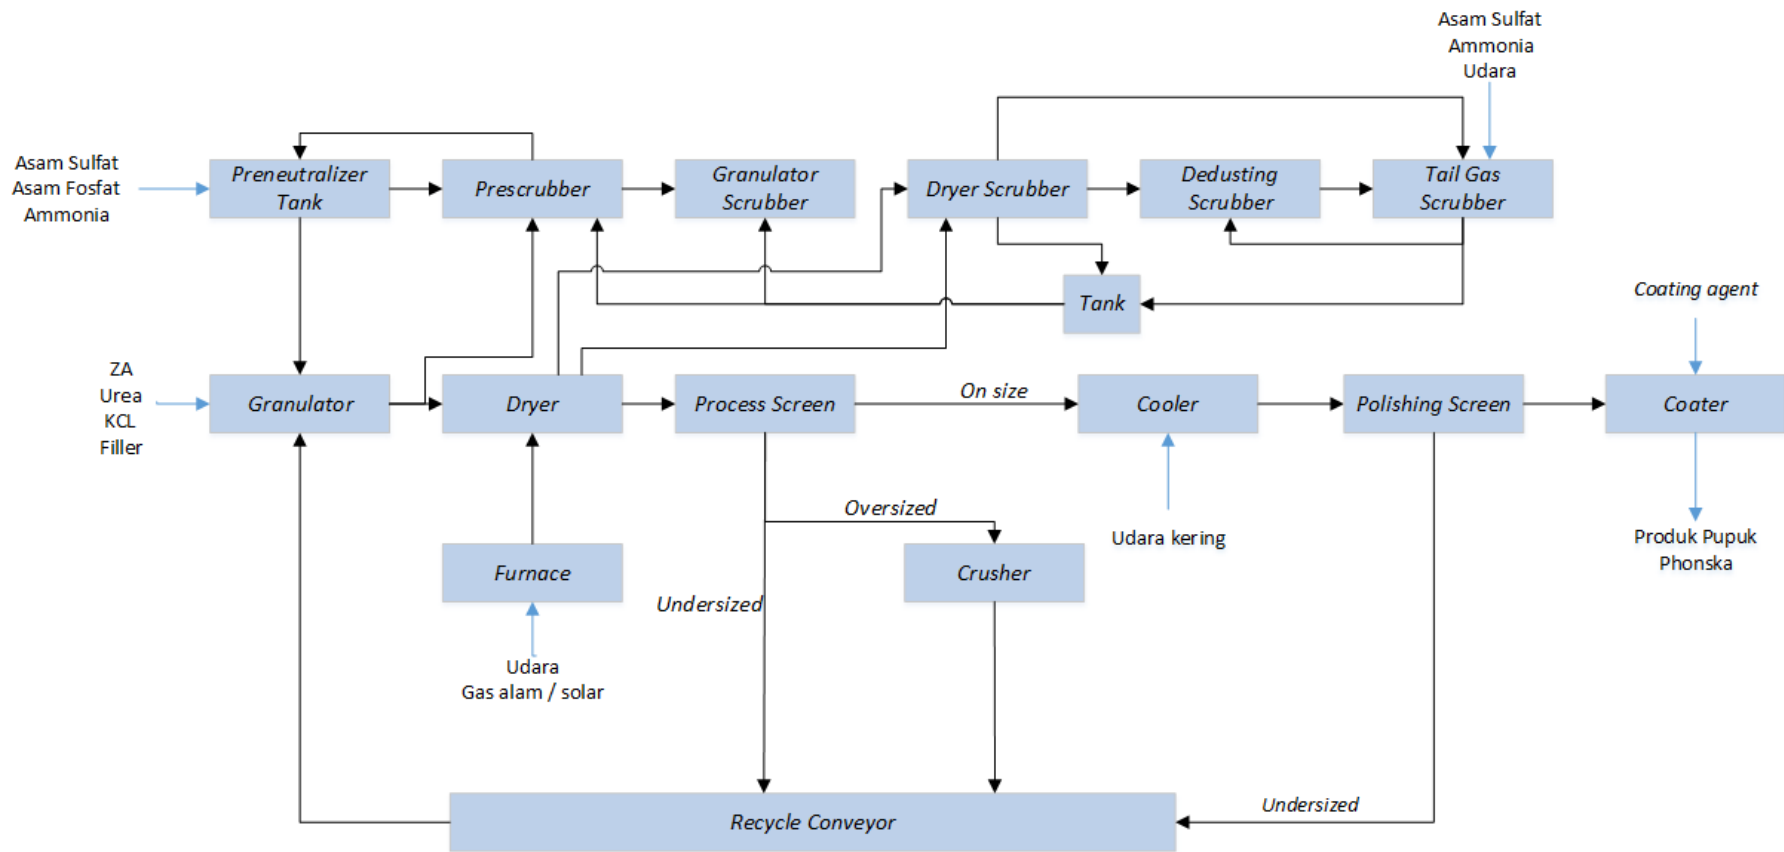 Asam Sulfat
Ammonia
Udara
Asam Sulfat
Asam Fosfat
Ammonia
Preneutralizer
Tank
Prescrubber
Granulator
Scrubber
Dryer Scrubber
Dedusting
Scrubber
Tail Gas
Scrubber
Tank
Coating agent
ZA
Urea
KCL
Filler
Granulator
Dryer
Process Screen
On size
Cooler
Polishing Screen
Coater
Oversized
Udara kering
Produk Pupuk
Phonska
Furnace
Crusher
Undersized
Udara
Gas alam / solar
Undersized
Recycle Conveyor